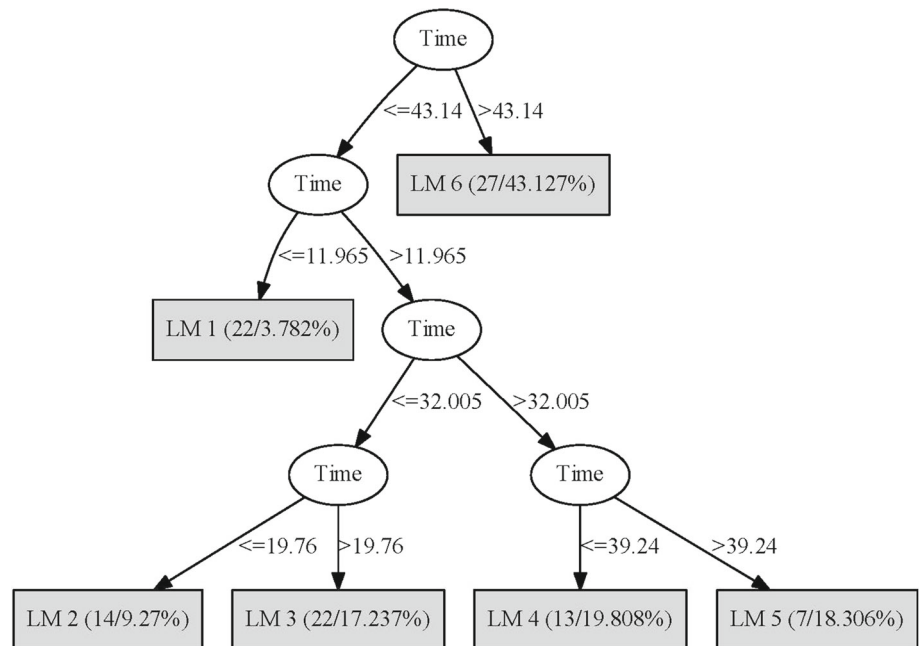 Time
<=43.14
>43.14
Time
LM 6 (27/43.127%)
<=11.965
>11.965
LM 1 (22/3.782%)
Time
<=32.005
>32.005
Time
Time
<=19.76
>19.76
<=39.24
>39.24
LM 2 (14/9.27%)
LM 3 (22/17.237%)
LM 4 (13/19.808%)
LM 5 (7/18.306%)